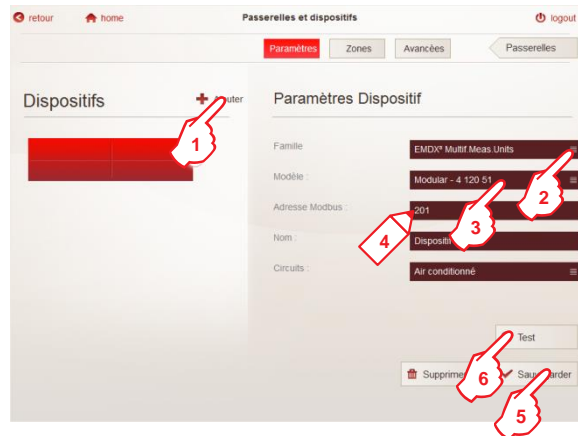 retour
home
Passerelles et dispositifs
logout
Paramètres
Zones
Avancées
Passerelles
Dispositifs
Paramètres Dispositif
1
Famille
EMDX³ Multif.Meas.Units
Modèle :
Modular - 4 120 51
2
Adresse Modbus :
201
3
4
Nom :
Circuits :
Air conditionné
Test
6
5